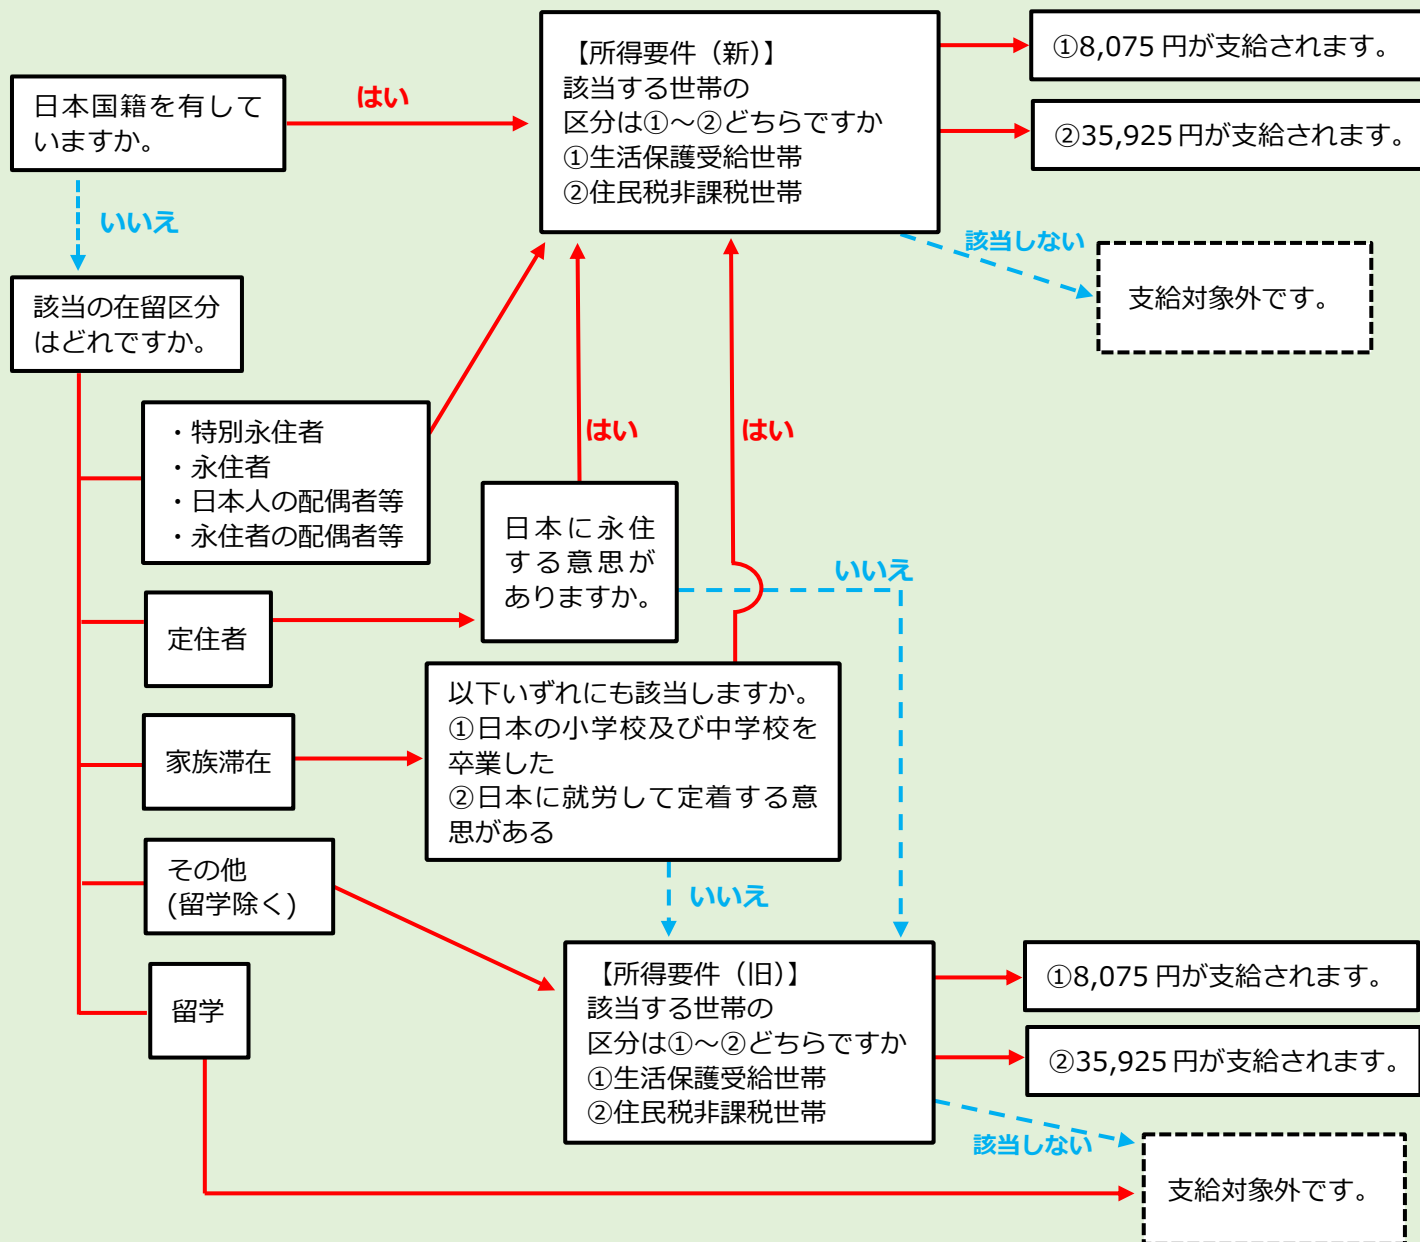 日本国籍を有して
いますか。
はい
いいえ
【所得要件（新）】
該当する世帯の
区分は①～②どちらですか
①生活保護受給世帯
②住民税非課税世帯
①8,075 円が支給されます。
②35,925 円が支給されます。
該当しない
支給対象外です。
該当の在留区分
はどれですか。
・特別永住者
・永住者
・日本人の配偶者等
・永住者の配偶者等
はい
はい
日本に永住
する意思が
ありますか。
いいえ
定住者
以下いずれにも該当しますか。
①日本の小学校及び中学校を
卒業した
②日本に就労して定着する意
思がある
家族滞在
いいえ
その他
(留学除く)
留学
【所得要件（旧）】
該当する世帯の
区分は①～②どちらですか
①生活保護受給世帯
②住民税非課税世帯
①8,075 円が支給されます。
②35,925 円が支給されます。
該当しない
支給対象外です。